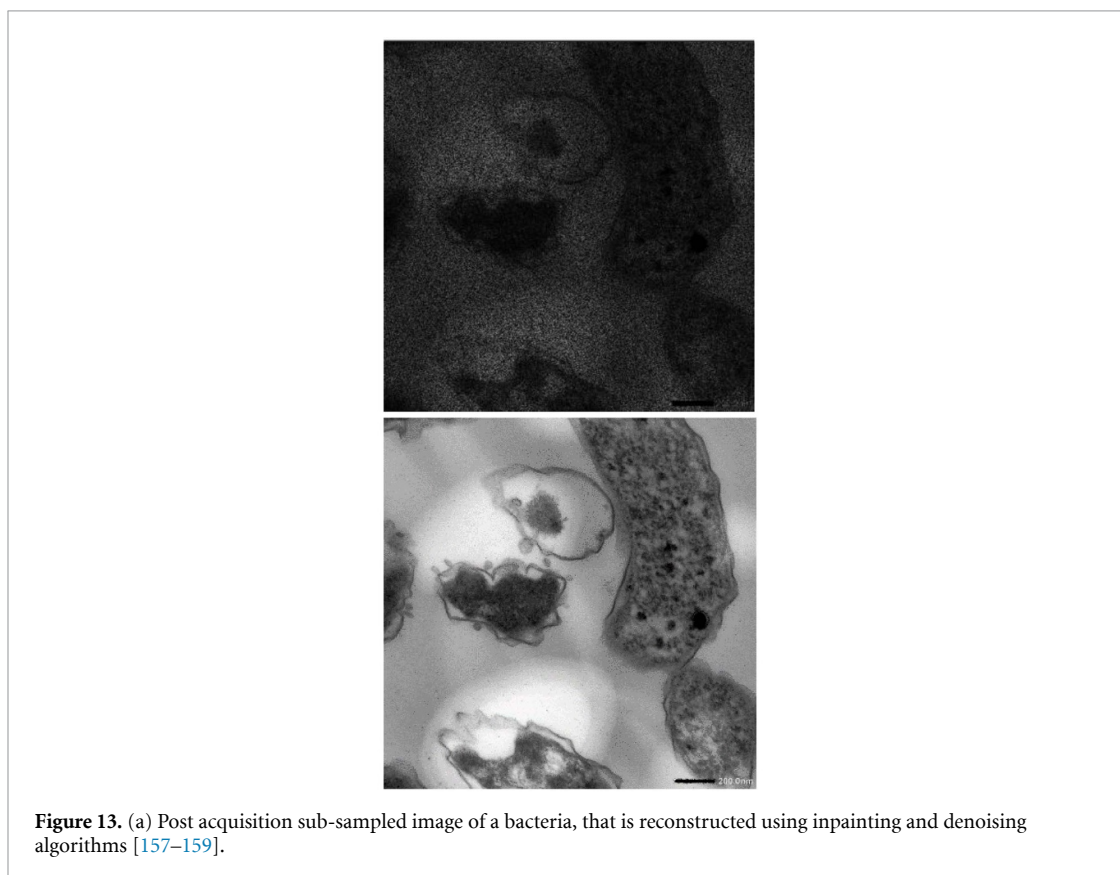 200.0nm
Figure 13. (a) Post acquisition sub-sampled image of a bacteria, that is reconstructed using inpainting and denoising
algorithms [157–159].